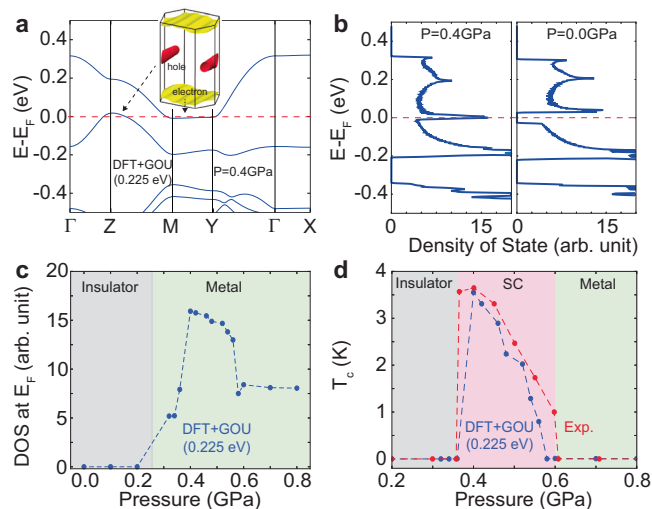 a
hole
electron
E-E_F (eV)
0.4
0.2
0.0
-0.2
-0.4
DFT+GOU
(0.225 eV)
P=0.4GPa
Γ Z M Y Γ X
b
P=0.4GPa P=0.0GPa
E-E_F (eV)
0.4
0.2
0.0
-0.2
-0.4
0 15 0 15
Density of State (arb. unit)
c
Insulator Metal
DOS at E_F (arb. unit)
20
15
10
5
0
DFT+GOU
(0.225 eV)
0.0 0.2 0.4 0.6 0.8
Pressure (GPa)
d
Insulator SC Metal
T_c (K)
4
3
2
1
0
DFT+GOU
(0.225 eV)
Exp.
0.2 0.4 0.6 0.8
Pressure (GPa)